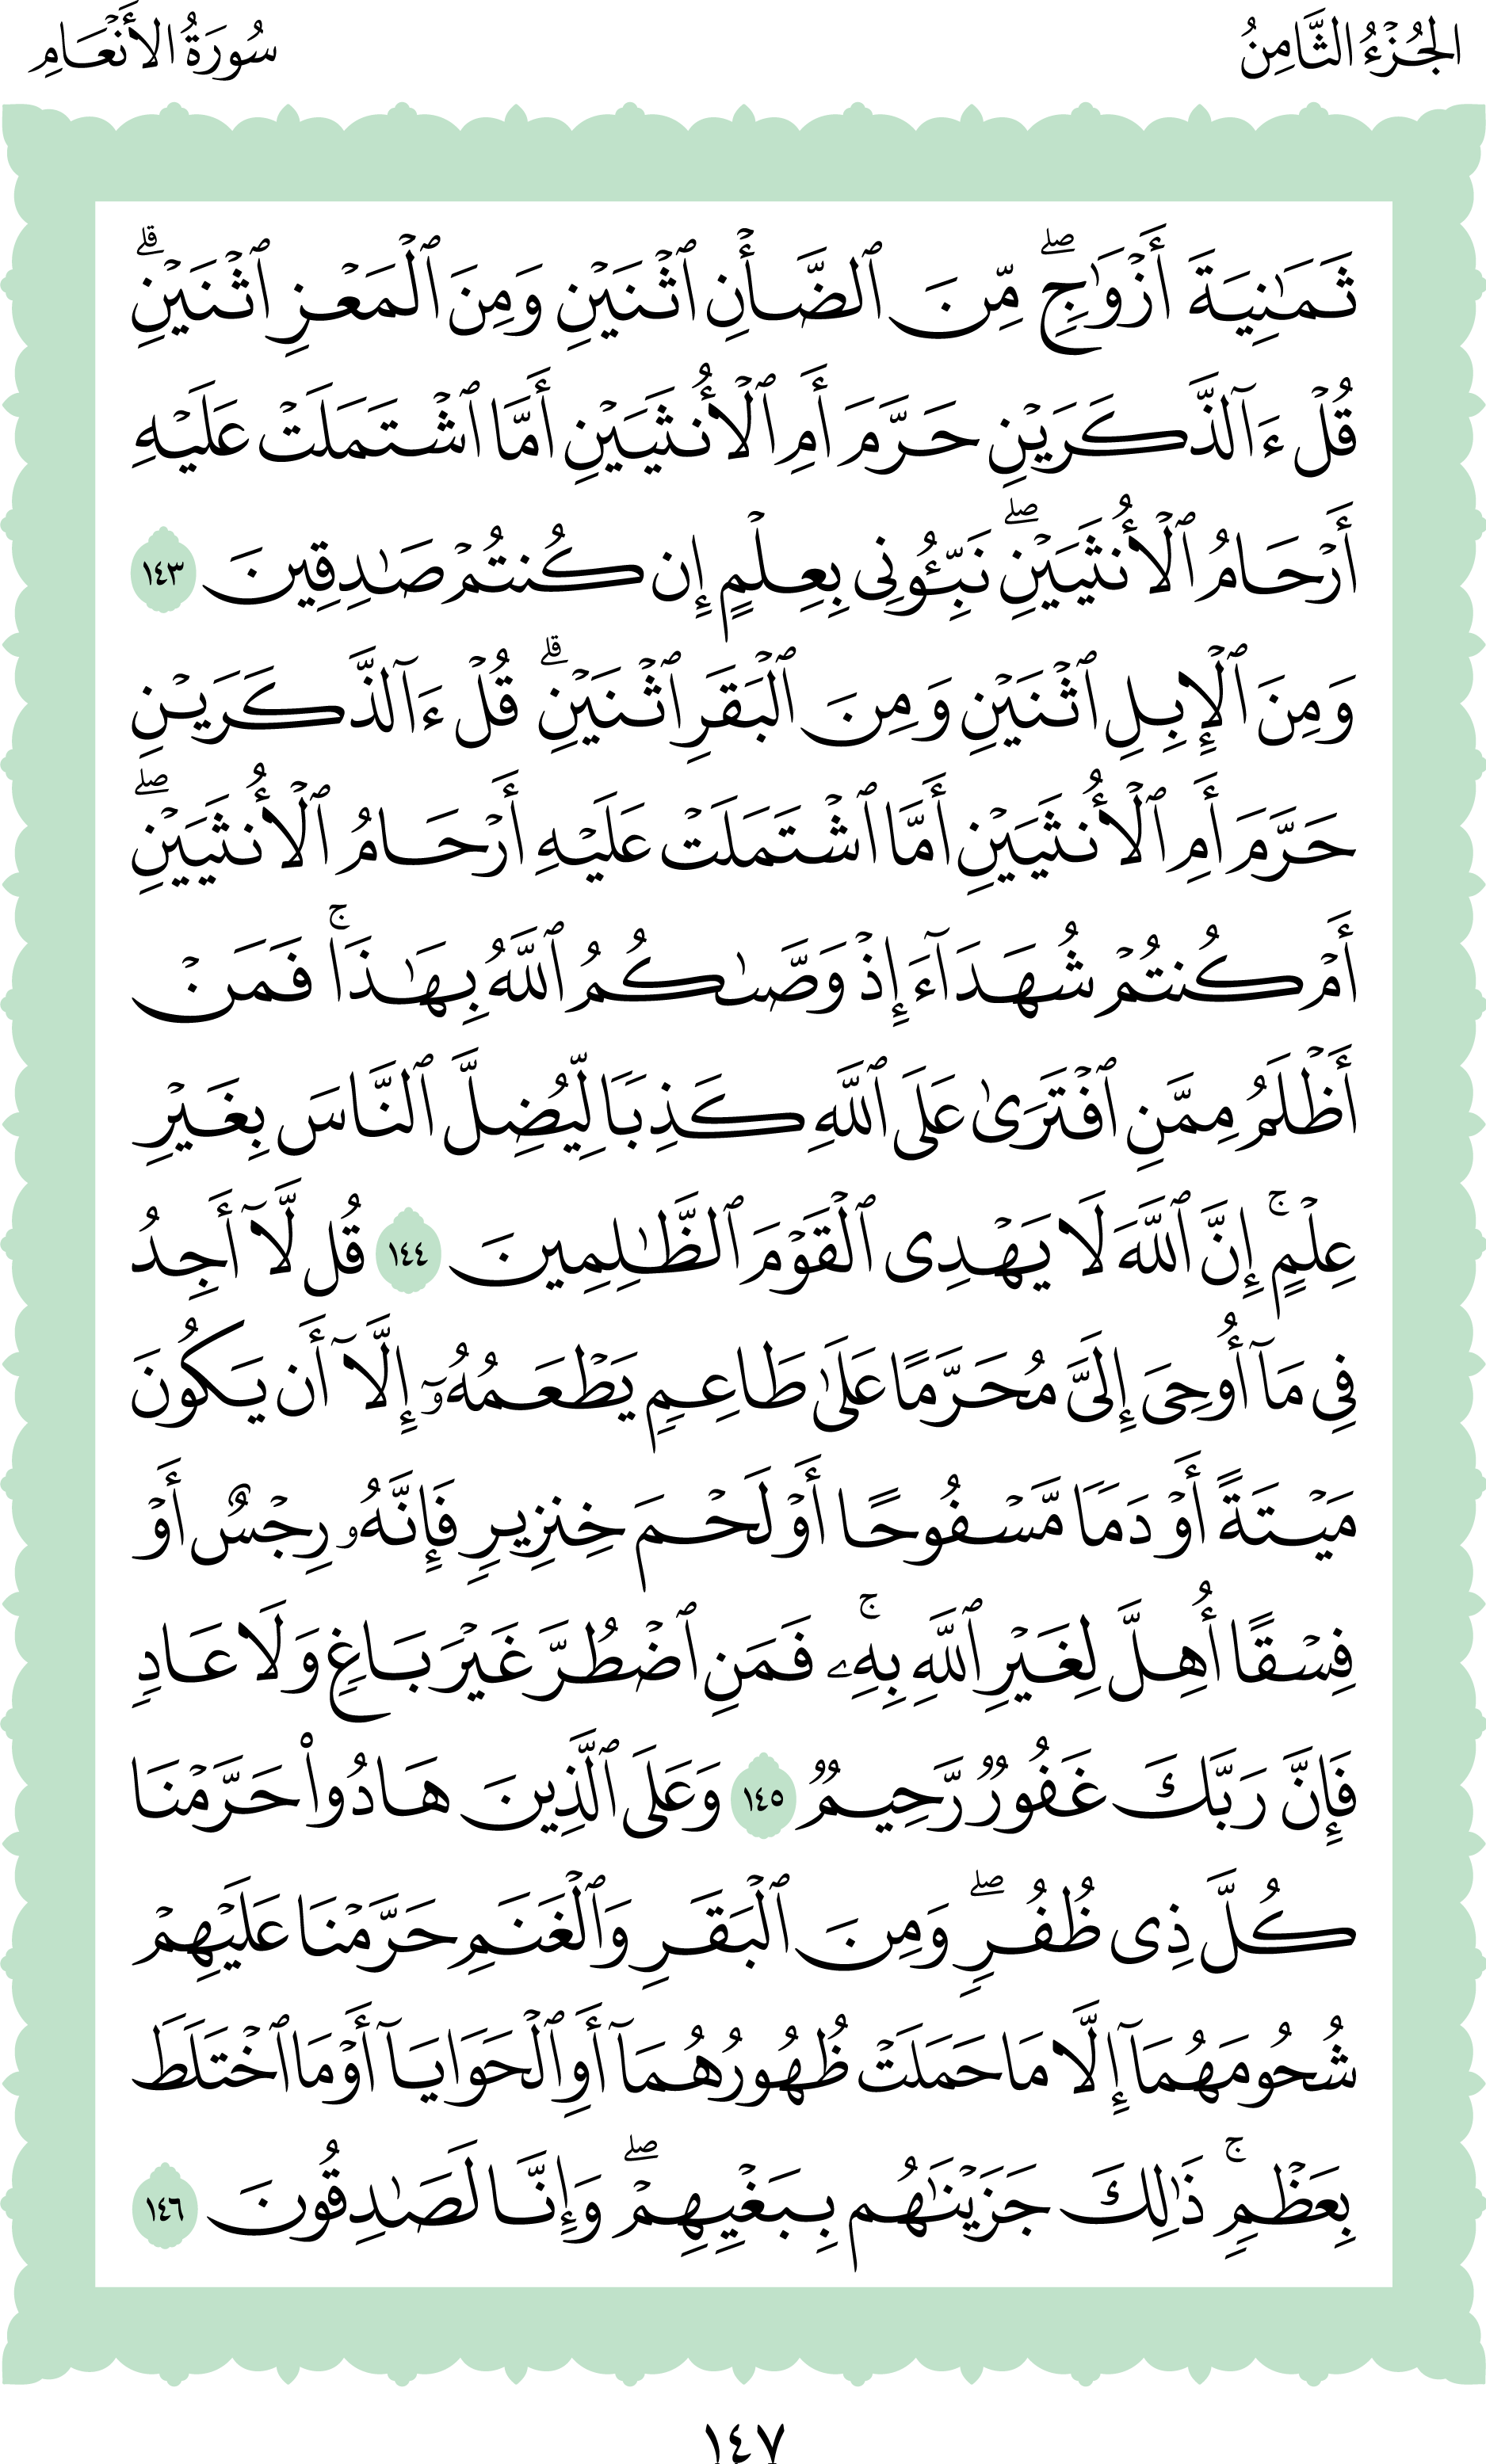 الجُزْءُ الثَّامِنُ
سُورَةُ الأَنْعَامِ
ثَمَٰنِيَةَ أَزْوَٰجٖۖ مِّنَ ٱلضَّأۡنِ ٱثۡنَيۡنِ وَمِنَ ٱلۡمَعۡزِ ٱثۡنَيۡنِۗ
قُلۡ ءَآلذَّكَرَيۡنِ حَرَّمَ أَمِ ٱلۡأُنثَيَيۡنِ أَمَّا ٱشۡتَمَلَتۡ عَلَيۡهِ
أَرۡحَامُ ٱلۡأُنثَيَيۡنِۖ نَبِّـُٔونِي بِعِلۡمٍ إِن كُنتُمۡ صَٰدِقِينَ ١٤٣
وَمِنَ ٱلۡإِبِلِ ٱثۡنَيۡنِ وَمِنَ ٱلۡبَقَرِ ٱثۡنَيۡنِۗ قُلۡ ءَآلذَّكَرَيۡنِ
حَرَّمَ أَمِ ٱلۡأُنثَيَيۡنِ أَمَّا ٱشۡتَمَلَتۡ عَلَيۡهِ أَرۡحَامُ ٱلۡأُنثَيَيۡنِۖ
أَمۡ كُنتُمۡ شُهَدَآءَ إِذۡ وَصَّىٰكُمُ ٱللَّهُ بِهَٰذَاۚ فَمَنۡ
أَظۡلَمُ مِمَّنِ ٱفۡتَرَىٰ عَلَى ٱللَّهِ كَذِبٗا لِّيُضِلَّ ٱلنَّاسَ بِغَيۡرِ
عِلۡمٍۚ إِنَّ ٱللَّهَ لَا يَهۡدِي ٱلۡقَوۡمَ ٱلظَّٰلِمِينَ ١٤٤ قُل لَّآ أَجِدُ
فِي مَآ أُوحِيَ إِلَيَّ مُحَرَّمًا عَلَىٰ طَاعِمٖ يَطۡعَمُهُۥٓ إِلَّآ أَن يَكُونَ
مَيۡتَةً أَوۡ دَمٗا مَّسۡفُوحًا أَوۡ لَحۡمَ خِنزِيرٖ فَإِنَّهُۥ رِجۡسٌ أَوۡ
فِسۡقًا أُهِلَّ لِغَيۡرِ ٱللَّهِ بِهِۦۚ فَمَنِ ٱضۡطُرَّ غَيۡرَ بَاغٖ وَلَا عَادٖ
فَإِنَّ رَبَّكَ غَفُورٞ رَّحِيمٞ ١٤٥ وَعَلَى ٱلَّذِينَ هَادُواْ حَرَّمۡنَا
كُلَّ ذِي ظُفُرٖۖ وَمِنَ ٱلۡبَقَرِ وَٱلۡغَنَمِ حَرَّمۡنَا عَلَيۡهِمۡ
شُحُومَهُمَآ إِلَّا مَا حَمَلَتۡ ظُهُورُهُمَآ أَوِ ٱلۡحَوَايَآ أَوۡ مَا ٱخۡتَلَطَ
بِعَظۡمٖۚ ذَٰلِكَ جَزَيۡنَٰهُم بِبَغۡيِهِمۡۖ وَإِنَّا لَصَٰدِقُونَ ١٤٦
١٤٧